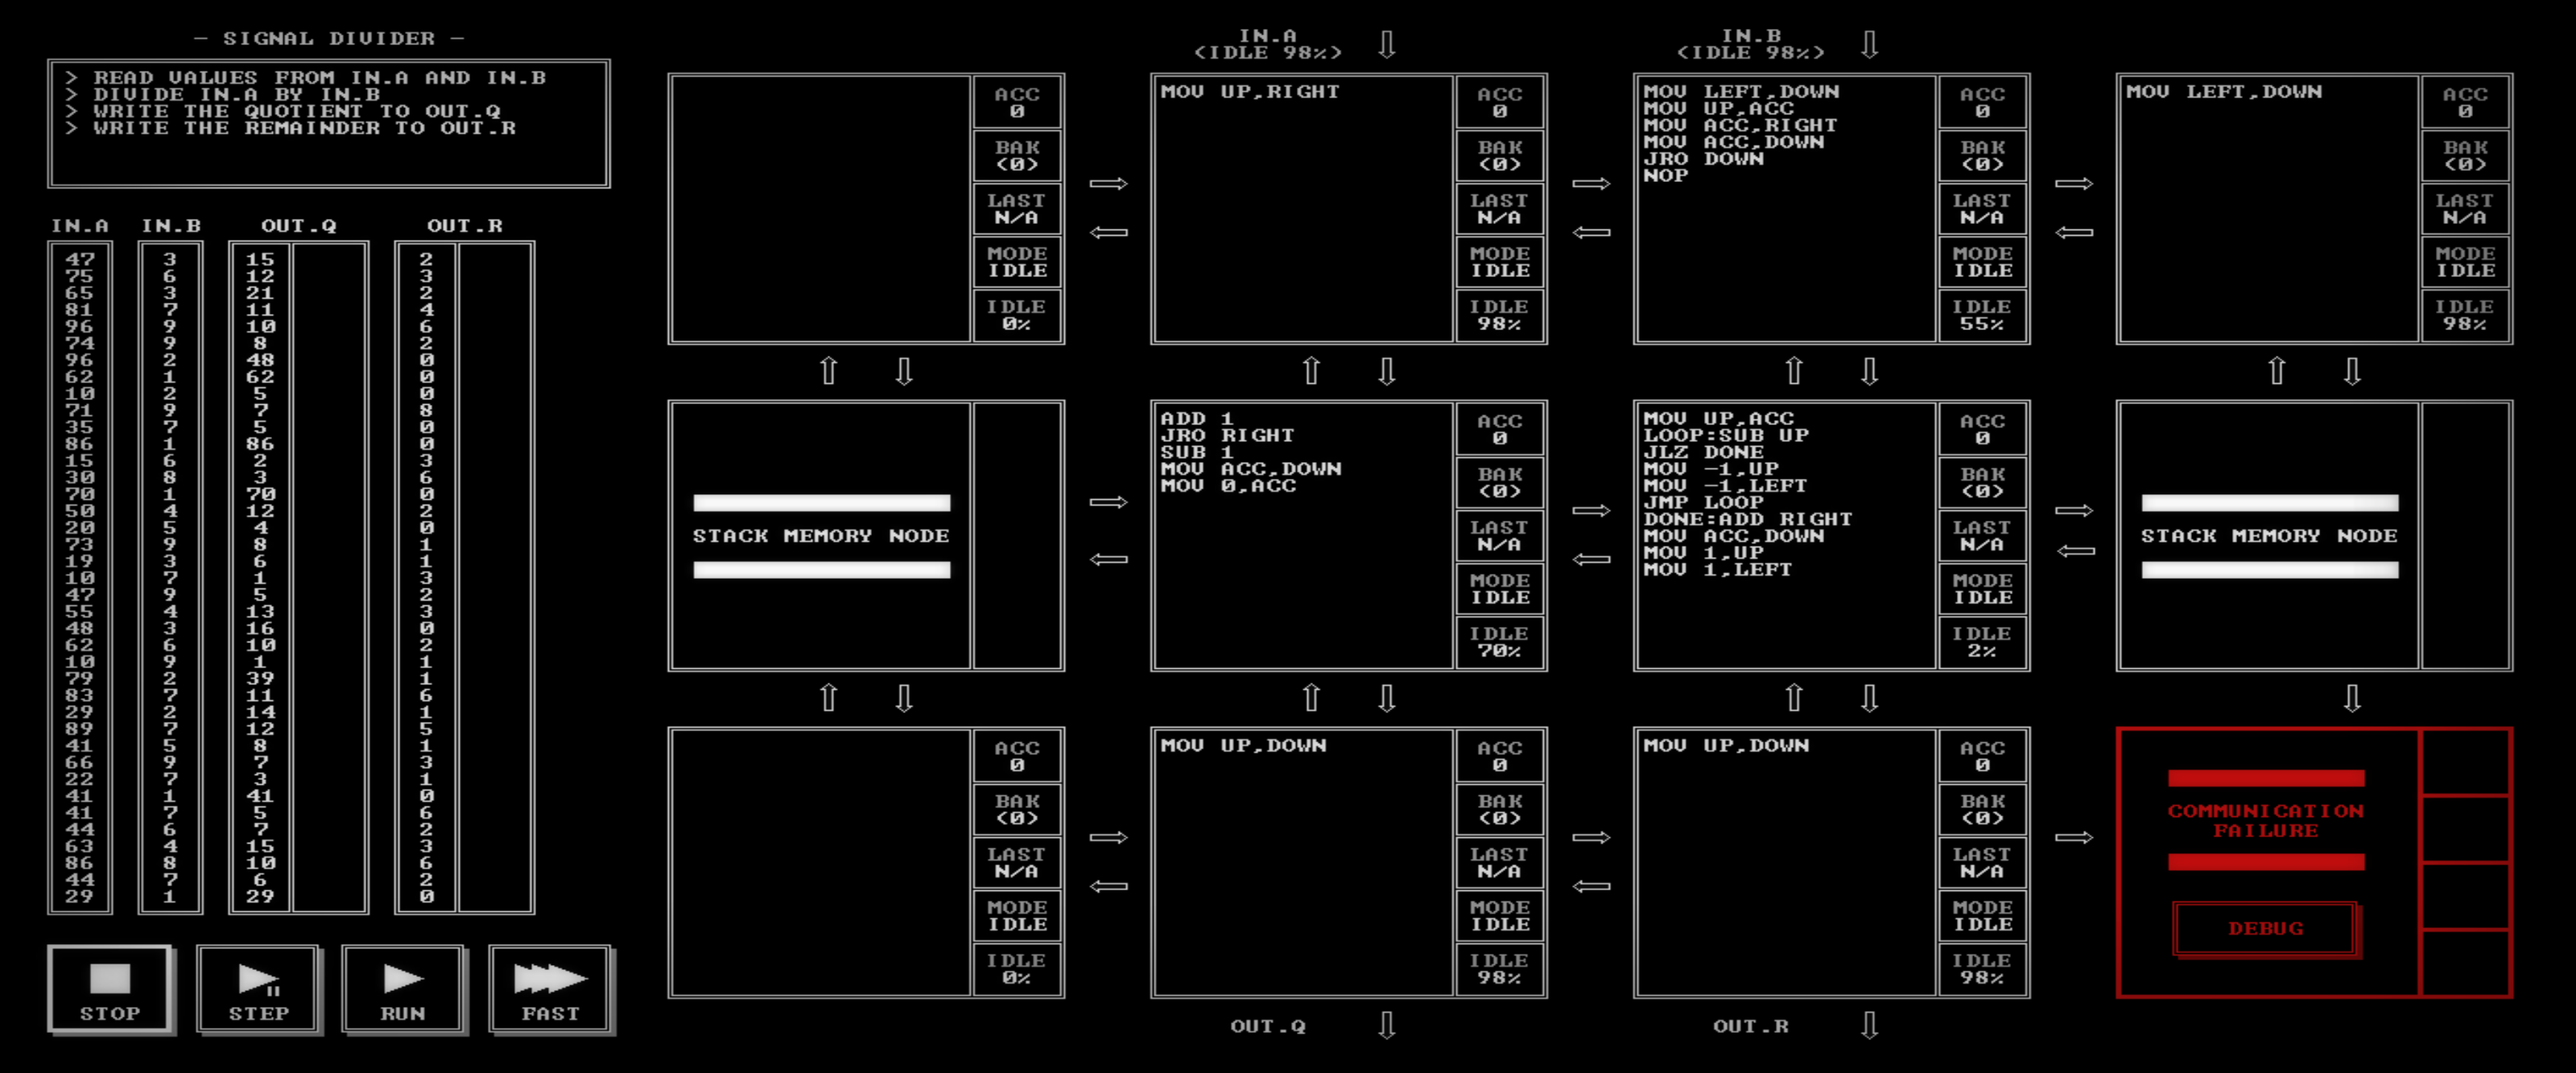 - SIGNAL DIVIDER -
> READ VALUES FROM IN.A AND IN.B
> DIVIDE IN.A BY IN.B
> WRITE THE QUOTIENT TO OUT.Q
> WRITE THE REMAINDER TO OUT.R
IN.A IN.B OUT.Q OUT.R
47 3 15 2
75 6 12 3
65 3 21 2
81 7 11 4
96 9 10 6
74 9 8 2
96 2 48 0
62 1 62 0
10 2 5 0
71 9 7 8
35 7 5 0
86 1 86 0
15 6 2 3
30 8 3 6
70 1 70 0
50 4 12 2
20 5 4 0
73 9 8 1
19 3 6 1
10 7 1 3
47 9 5 2
55 4 13 3
48 3 16 0
62 6 10 2
10 9 1 1
79 2 39 1
83 7 11 6
29 2 14 1
89 7 12 5
41 5 8 1
66 9 7 3
22 7 3 1
41 1 41 0
41 7 5 6
44 6 7 2
63 4 15 3
86 8 10 6
44 7 6 2
29 1 29 0
STOP
STEP
RUN
FAST
IN.A
(IDLE 98%)
IN.B
(IDLE 98%)
ACC
0
BAK
(0)
LAST
N/A
MODE
IDLE
IDLE
0%
MOV UP,RIGHT
ACC
0
BAK
(0)
LAST
N/A
MODE
IDLE
IDLE
98%
MOV LEFT,DOWN
MOV UP,ACC
MOV ACC,RIGHT
MOV ACC,DOWN
JRO DOWN
NOP
ACC
0
BAK
(0)
LAST
N/A
MODE
IDLE
IDLE
55%
MOV LEFT,DOWN
ACC
0
BAK
(0)
LAST
N/A
MODE
IDLE
IDLE
98%
STACK MEMORY NODE
ADD 1
JRO RIGHT
SUB 1
MOV ACC,DOWN
MOV 0,ACC
ACC
0
BAK
(0)
LAST
N/A
MODE
IDLE
IDLE
70%
MOV UP,ACC
LOOP:SUB UP
JLZ DONE
MOV -1,UP
MOV -1,LEFT
JMP LOOP
DONE:ADD RIGHT
MOV ACC,DOWN
MOV 1,UP
MOV 1,LEFT
ACC
0
BAK
(0)
LAST
N/A
MODE
IDLE
IDLE
2%
STACK MEMORY NODE
ACC
0
BAK
(0)
LAST
N/A
MODE
IDLE
IDLE
0%
MOV UP,DOWN
ACC
0
BAK
(0)
LAST
N/A
MODE
IDLE
IDLE
98%
MOV UP,DOWN
ACC
0
BAK
(0)
LAST
N/A
MODE
IDLE
IDLE
98%
COMMUNICATION
FAILURE
DEBUG
OUT.Q
OUT.R